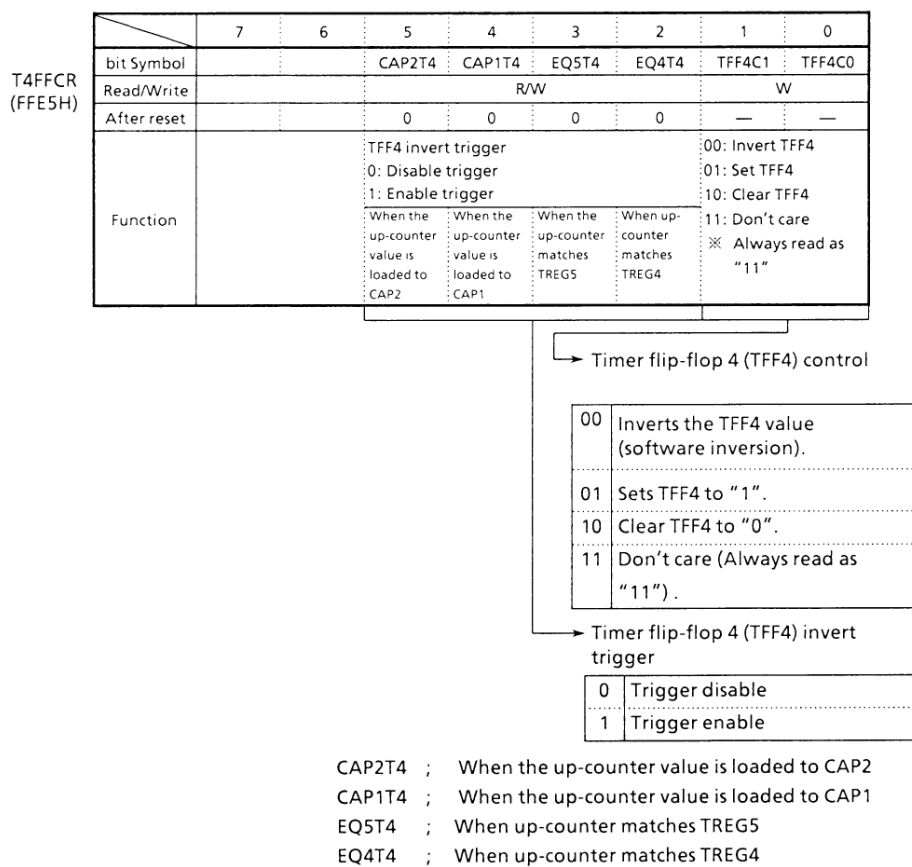 7 6 5 4 3 2 1 0
T4FFCR
(FFE5H)
bit Symbol CAP2T4 CAP1T4 EQ5T4 EQ4T4 TFF4C1 TFF4C0
Read/Write R/W W
After reset 0 0 0 0 — —
Function
TFF4 invert trigger
0: Disable trigger
1: Enable trigger
When the
up-counter
value is
loaded to
CAP2
When the
up-counter
value is
loaded to
CAP1
When the
up-counter
matches
TREG5
When up-
counter
matches
TREG4
00: Invert TFF4
01: Set TFF4
10: Clear TFF4
11: Don't care
※ Always read as
"11"
Timer flip-flop 4 (TFF4) control
00 Inverts the TFF4 value
(software inversion).
01 Sets TFF4 to "1".
10 Clear TFF4 to "0".
11 Don't care (Always read as
"11") .
Timer flip-flop 4 (TFF4) invert
trigger
0 Trigger disable
1 Trigger enable
CAP2T4 ; When the up-counter value is loaded to CAP2
CAP1T4 ; When the up-counter value is loaded to CAP1
EQ5T4 ; When up-counter matches TREG5
EQ4T4 ; When up-counter matches TREG4